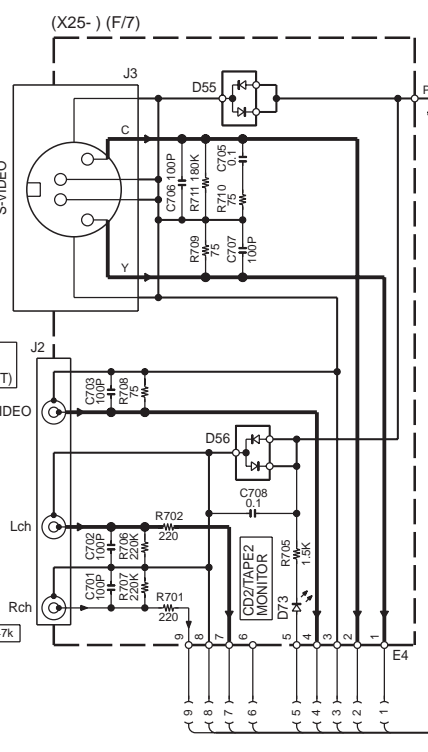 (X25- ) (F/7)
J3
D55
S-VIDEO
C
C706 100P
R711 180K
C705
0.1
R710
75
R709
75
C707
100P
Y
J2
T)
C703
100P
R708
75
D56
C708
0.1
Lch
C702
100P
R706
220K
R702
220
R705
1.5K
CD2/TAPE2
MONITOR
C701
100P
R707
220K
R701
220
D73
Rch
7k
9 8 7 6 5 4 3 2 1
E4
9 8 7 6 5 4 3 2 1